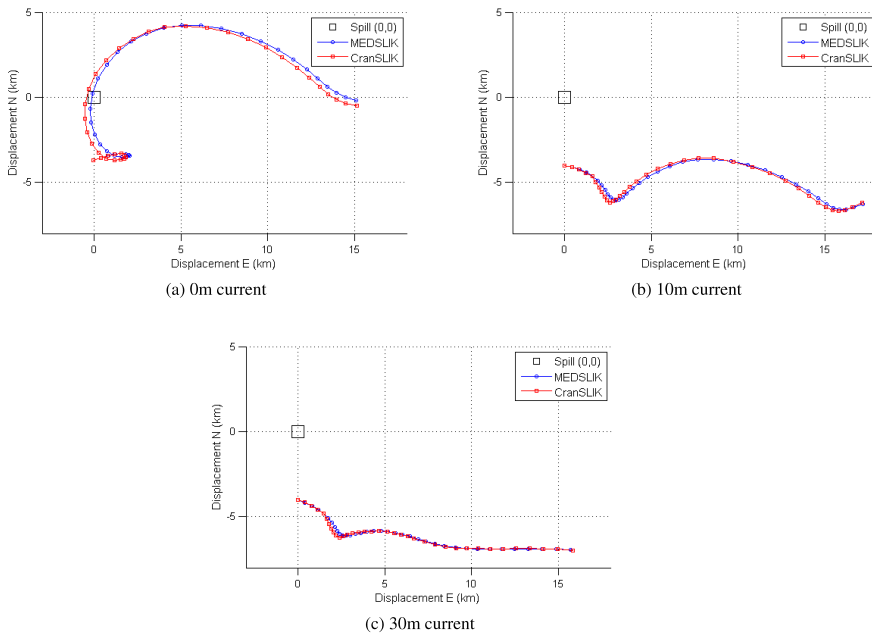 5
0
-5
0
5
10
15
Displacement N (km)
Displacement E (km)
Spill (0,0)
MEDSLIK
CranSLIK
(a) 0m current
5
0
-5
0
5
10
15
Displacement N (km)
Displacement E (km)
Spill (0,0)
MEDSLIK
CranSLIK
(b) 10m current
5
0
-5
0
5
10
15
Displacement N (km)
Displacement E (km)
Spill (0,0)
MEDSLIK
CranSLIK
(c) 30m current